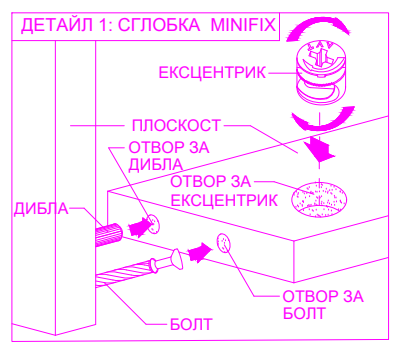 ДЕТАЙЛ 1: СГЛОБКА MINIFIX
ЕКСЦЕНТРИК
ПЛОСКОСТ
ОТВОР ЗА
ДИБЛА
ОТВОР ЗА
ЕКСЦЕНТРИК
ДИБЛА
ОТВОР ЗА
БОЛТ
БОЛТ